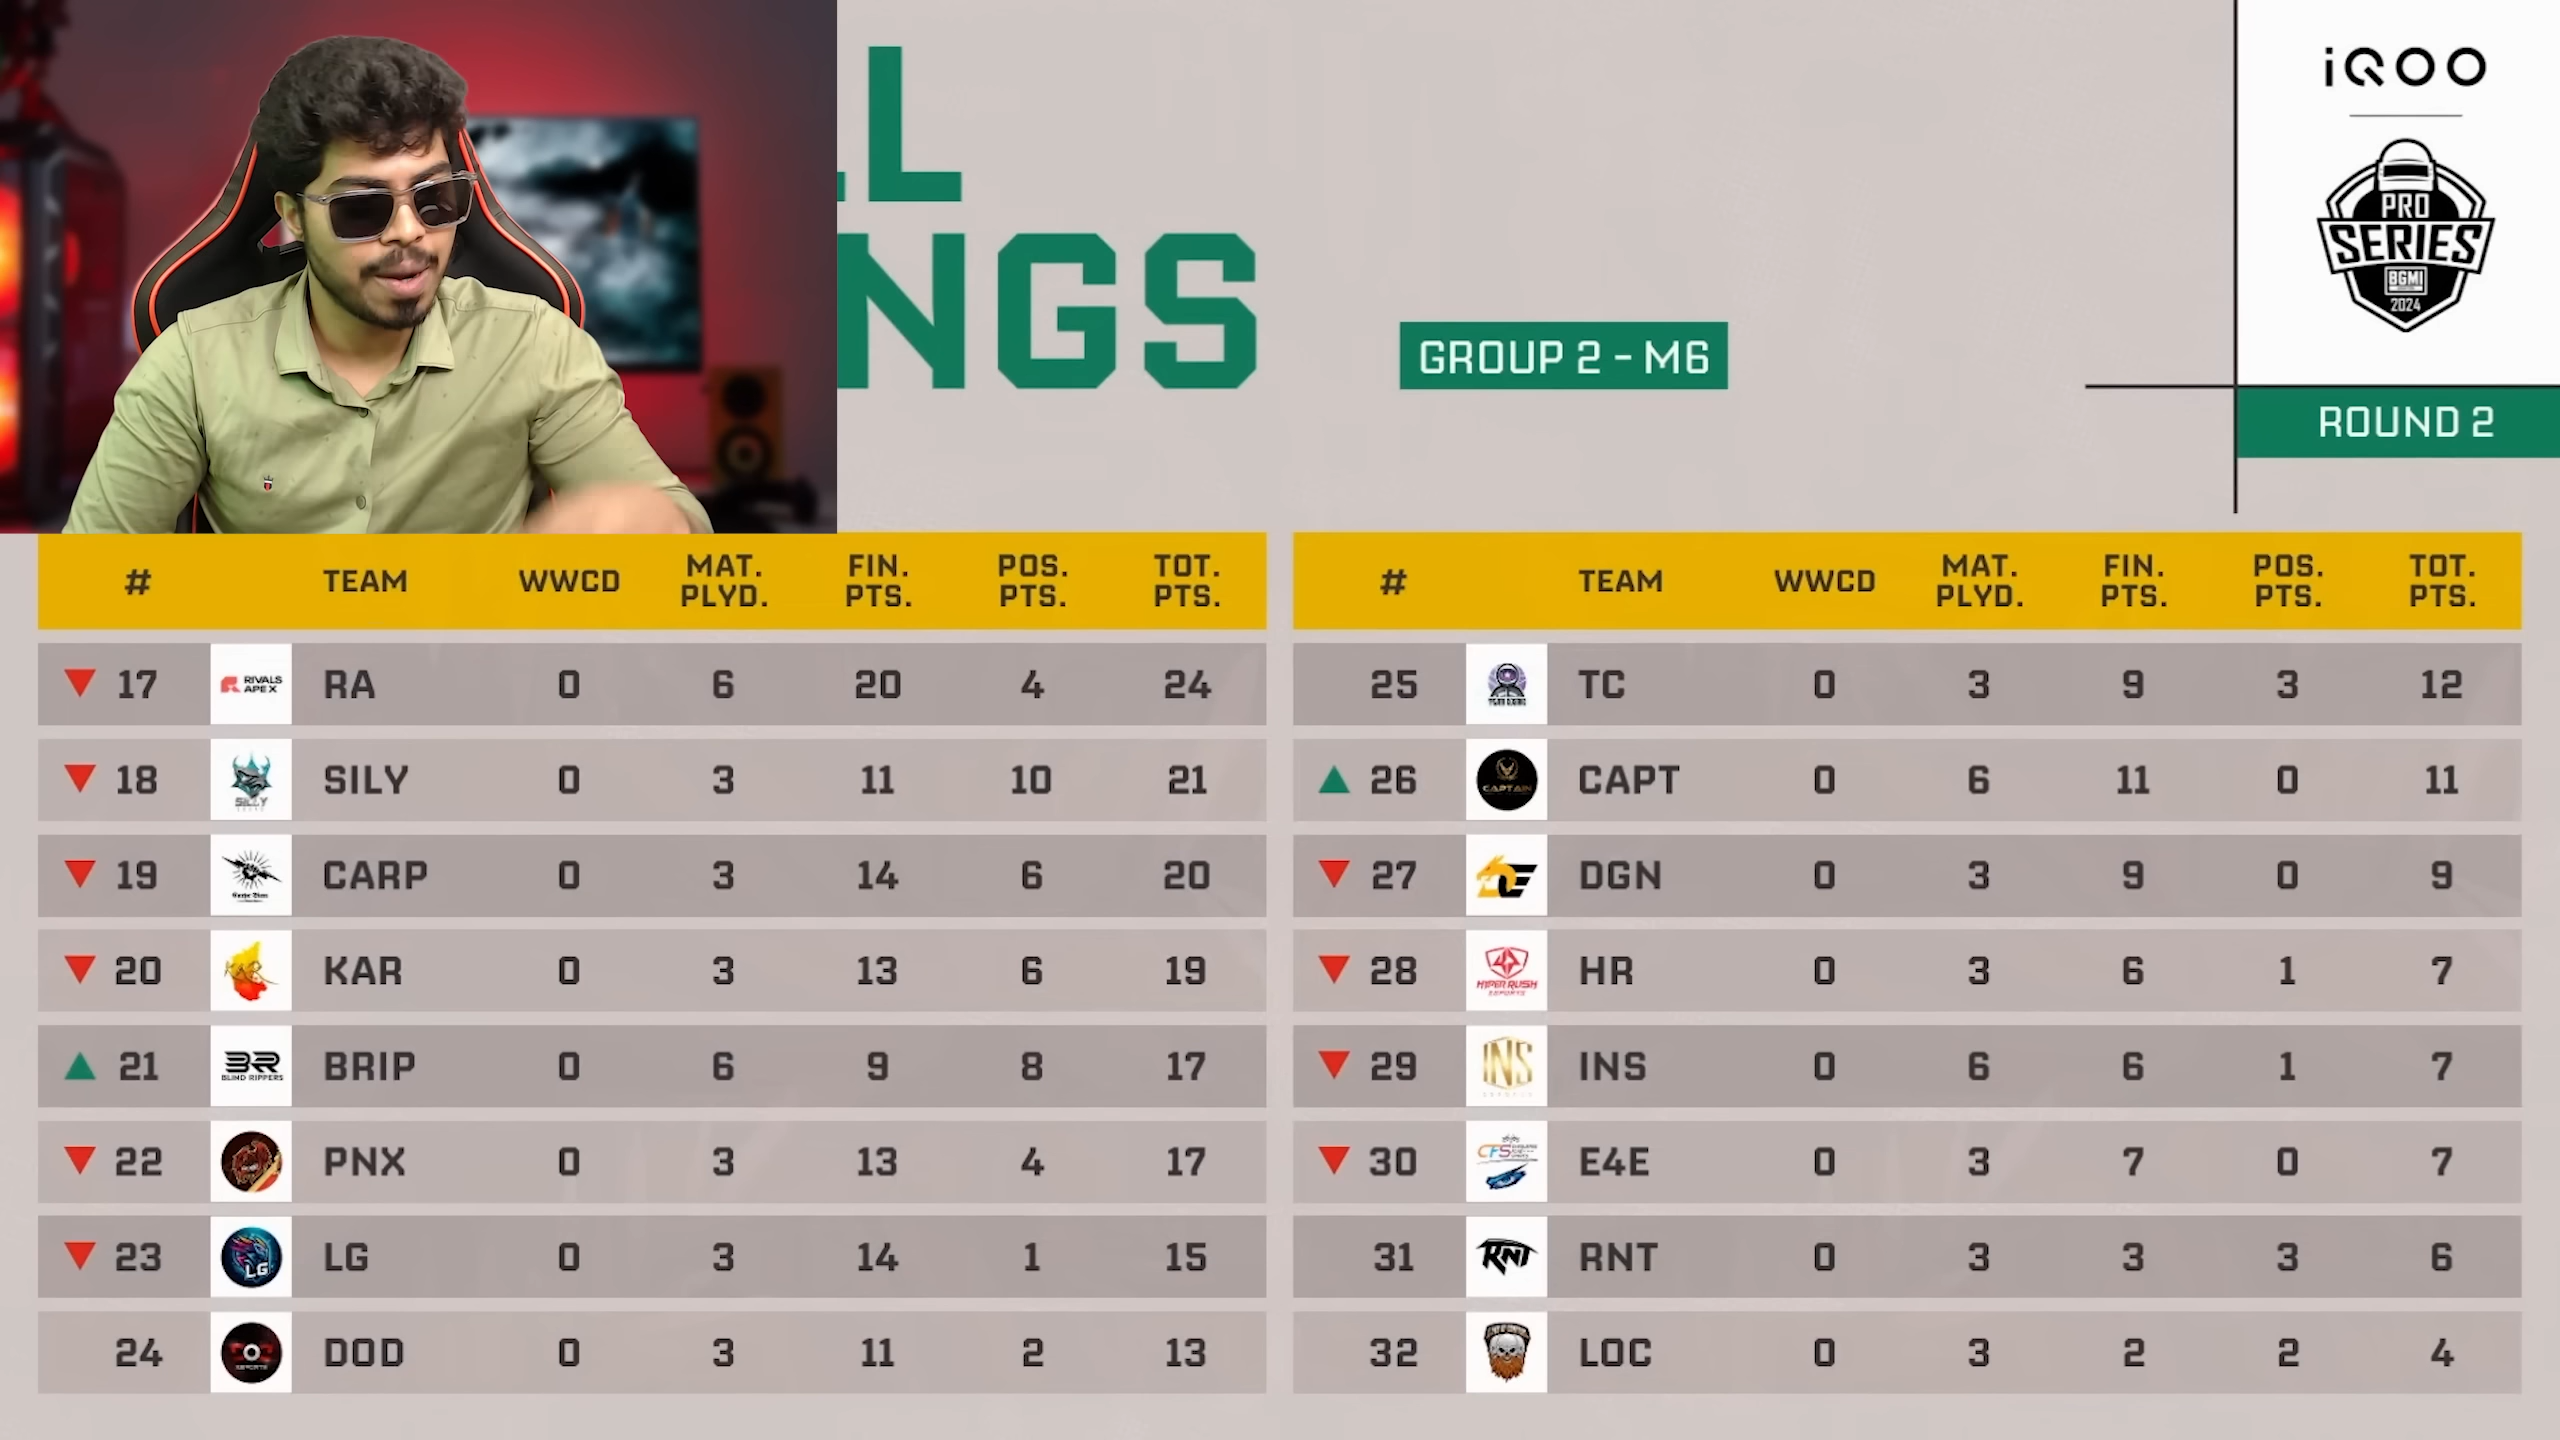 LL
NGS
GROUP 2 - M6
iQOO
PRO
SERIES
BGMI
2024
ROUND 2
# TEAM WWCD MAT. PLYD. FIN. PTS. POS. PTS. TOT. PTS.
17 RIVALS APEX RA 0 6 20 4 24
18 SILLY SILY 0 3 11 10 21
19 CARP 0 3 14 6 20
20 KAR 0 3 13 6 19
21 BR BLIND RIPPERS BRIP 0 6 9 8 17
22 PNX 0 3 13 4 17
23 LG LG 0 3 14 1 15
24 DOD 0 3 11 2 13
# TEAM WWCD MAT. PLYD. FIN. PTS. POS. PTS. TOT. PTS.
25 TC 0 3 9 3 12
26 CAPTAIN CAPT 0 6 11 0 11
27 DGN 0 3 9 0 9
28 HYPER RUSH ESPORTS HR 0 3 6 1 7
29 INS INS 0 6 6 1 7
30 CFS E4E 0 3 7 0 7
31 RNT RNT 0 3 3 3 6
32 LOC 0 3 2 2 4